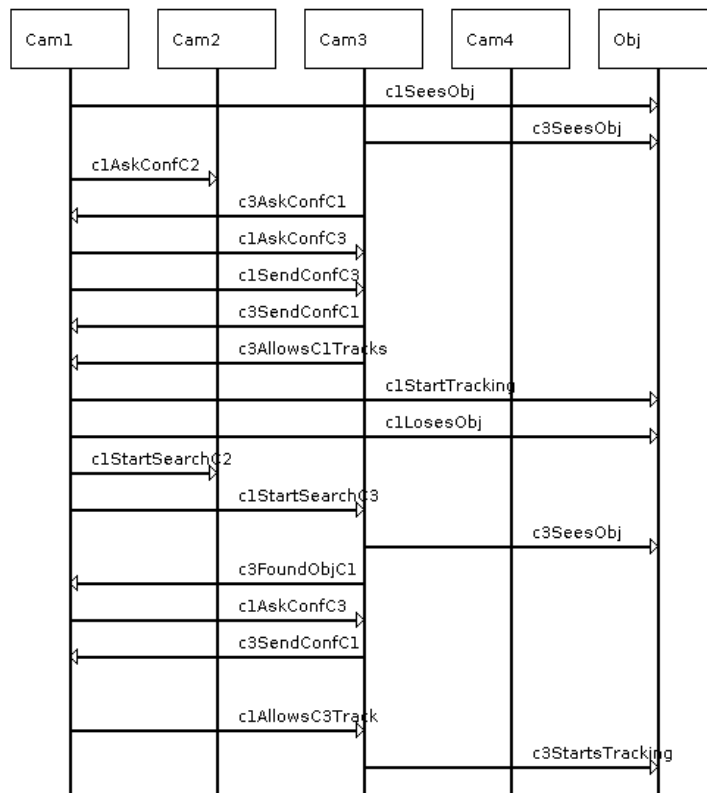 Cam1 Cam2 Cam3 Cam4 Obj
c1SeesObj
c3SeesObj
c1AskConfC2
c3AskConfC1
c1AskConfC3
c1SendConfC3
c3SendConfC1
c3AllowsC1Tracks
c1StartTracking
c1LosesObj
c1StartSearchC2
c1StartSearchC3
c3SeesObj
c3FoundObjC1
c1AskConfC3
c3SendConfC1
c1AllowsC3Track
c3StartsTracking